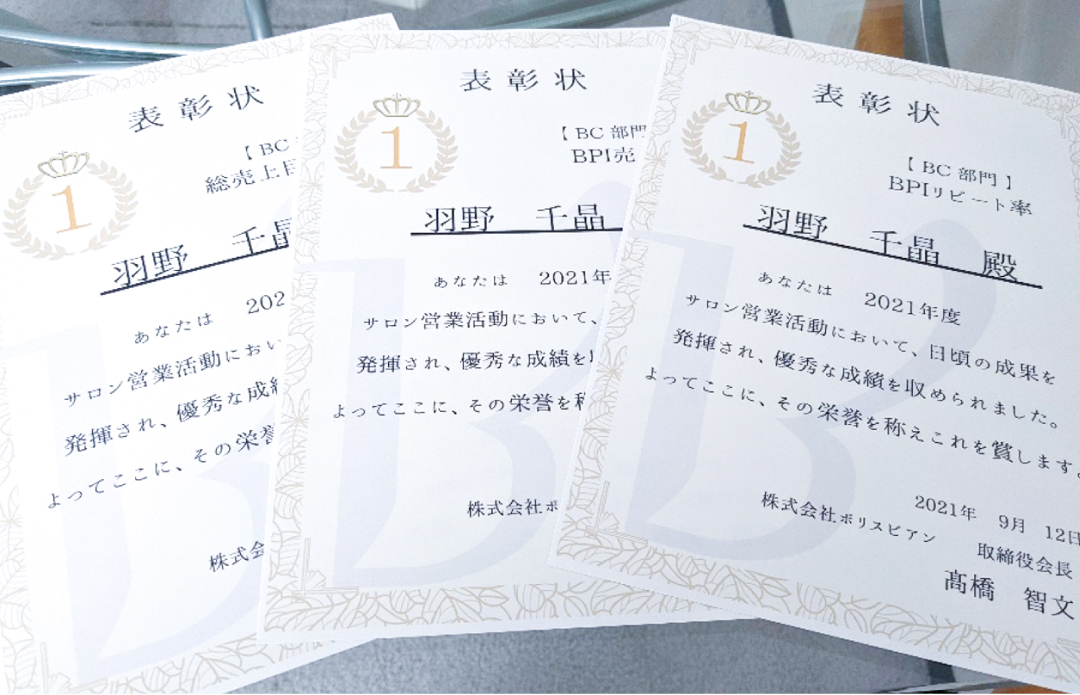 表彰状
1
【 BC
総売上目
羽野 千晶
あなたは 202
サロン営業活動におい
発揮され、優秀な成績
よってここに、その栄誉
株式会
表彰状
1
【 BC 部門
BPI売
羽野 千晶
あなたは 2021年
サロン営業活動において、
発揮され、優秀な成績を
よってここに、その栄誉を称
株式会社ポ
表彰状
1
【 BC 部門 】
BPIリピート率
羽野 千晶 殿
あなたは 2021年度
サロン営業活動において、日頃の成果を
発揮され、優秀な成績を収められました。
よってここに、その栄誉を称えこれを賞します。
2021年 9月 12日
株式会社ポリスピアン
取締役会長
髙橋 智文